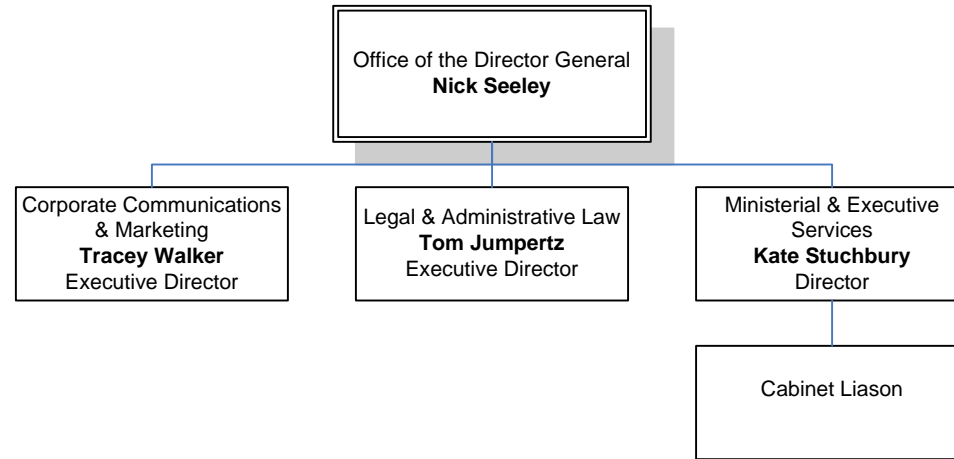 Office of the Director General
Nick Seeley
Corporate Communications
& Marketing
Tracey Walker
Executive Director
Legal & Administrative Law
Tom Jumpertz
Executive Director
Ministerial & Executive
Services
Kate Stuchbury
Director
Cabinet Liason